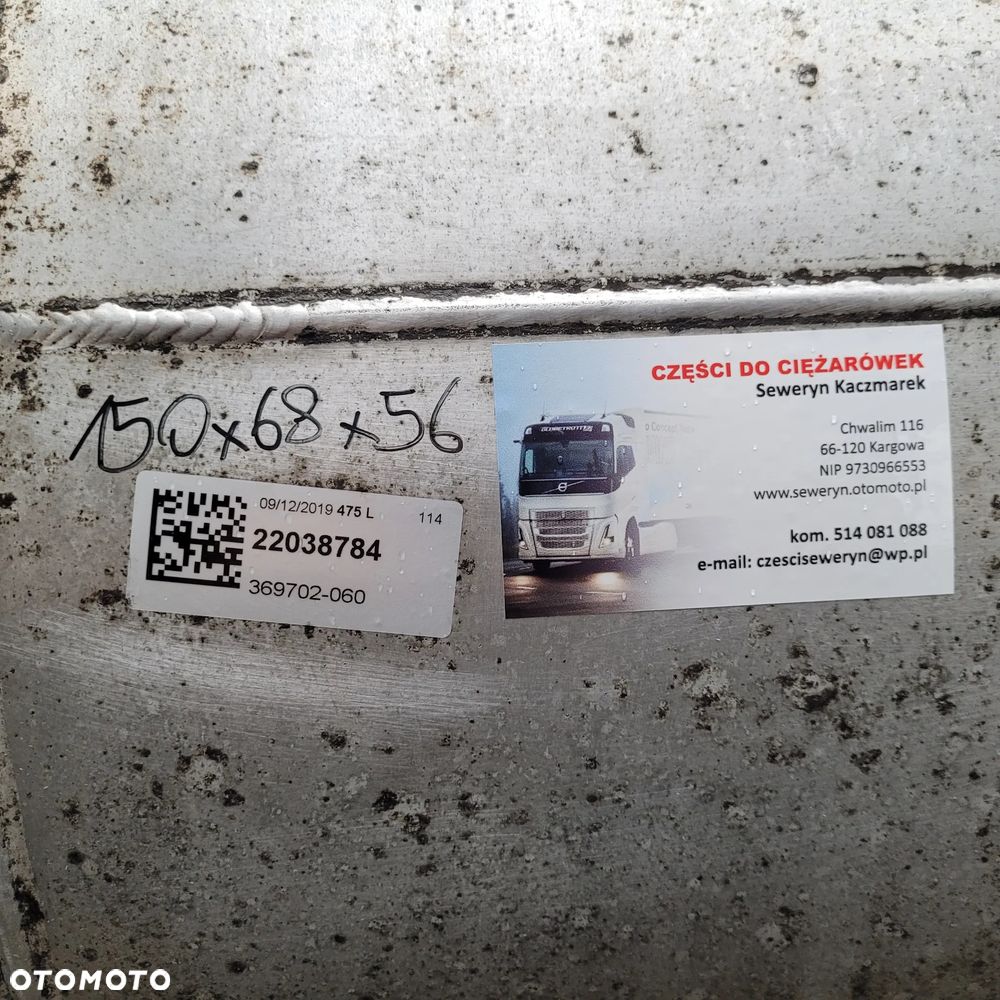 150x68x56
09/12/2019 475 L 114
22038784
369702-060
CZĘŚCI DO CIĘŻARÓWEK
Seweryn Kaczmarek
Chwalim 116
66-120 Kargowa
NIP 9730966553
www.seweryn.otomoto.pl
kom. 514 081 088
e-mail: czesciseweryn@wp.pl
GLOBETROTTER
OTOMOTO